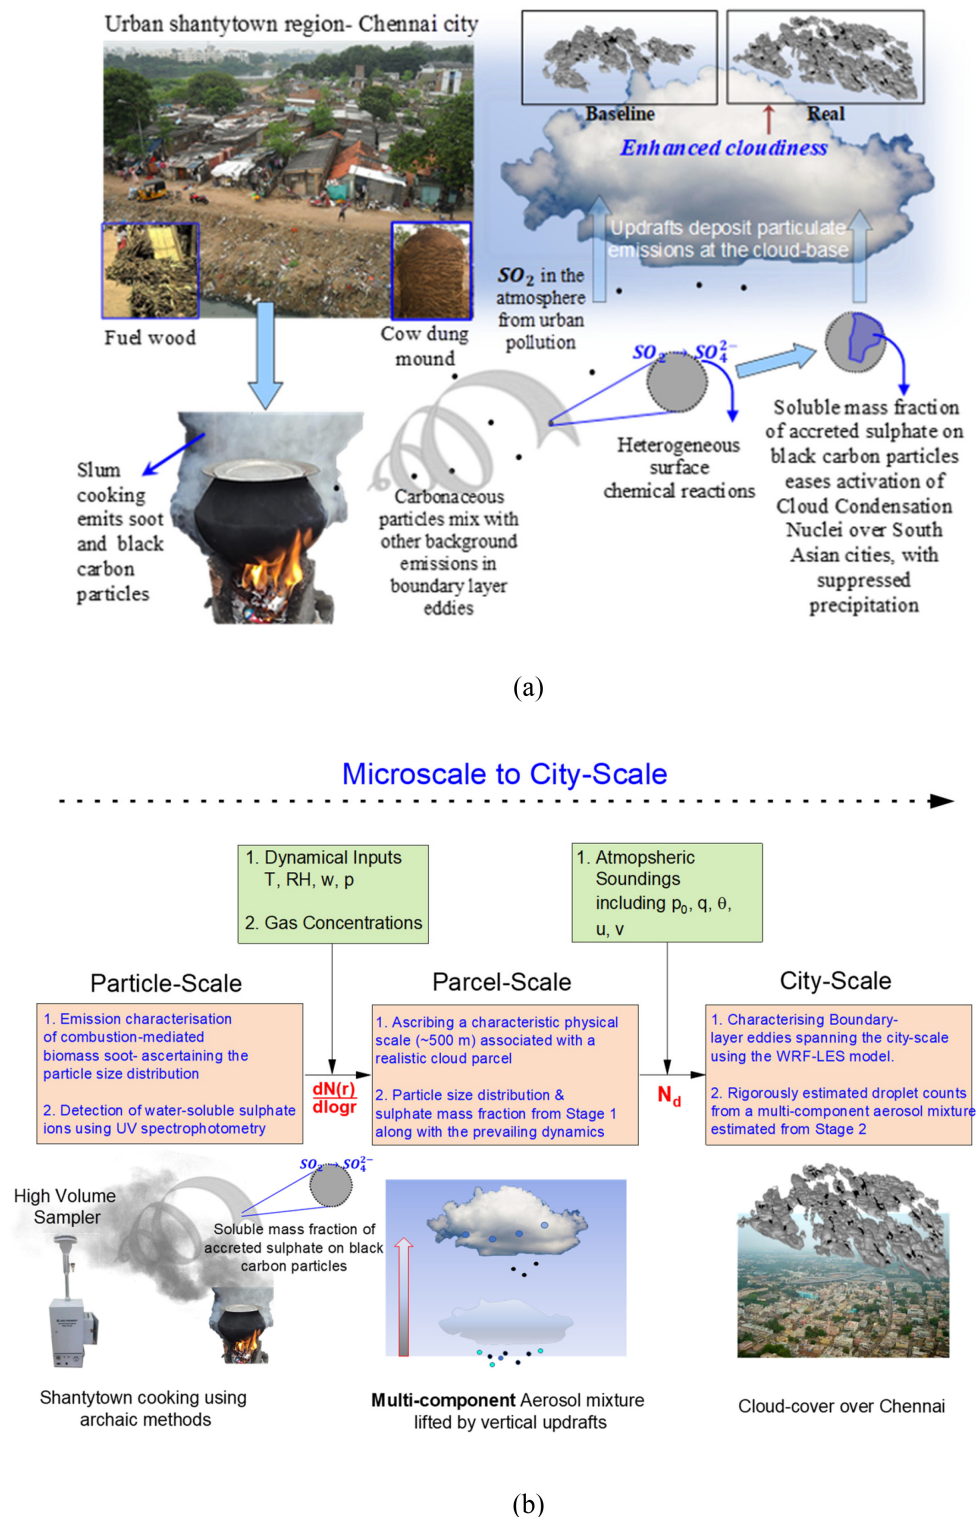 Urban shantytown region- Chennai city
Baseline
Real
Enhanced cloudiness
Updrafts deposit particulate
emissions at the cloud-base
SO2 in the
atmosphere
from urban
pollution
Fuel wood
Cow dung
mound
SO2 → SO4^2−
Slum
cooking
emits soot
and black
carbon
particles
Carbonaceous
particles mix with
other background
emissions in
boundary layer
eddies
Heterogeneous
surface
chemical reactions
Soluble mass fraction
of accreted sulphate on
black carbon particles
eases activation of
Cloud Condensation
Nuclei over South
Asian cities, with
suppressed
precipitation
(a)
Microscale to City-Scale
1. Dynamical Inputs
T, RH, w, p
2. Gas Concentrations
1. Atmopsheric
Soundings
including p0, q, θ,
u, v
Particle-Scale
Parcel-Scale
City-Scale
1. Emission characterisation
of combustion-mediated
biomass soot- ascertaining the
particle size distribution
2. Detection of water-soluble sulphate
ions using UV spectrophotometry
dN(r)
dlogr
1. Ascribing a characteristic physical
scale (~500 m) associated with a
realistic cloud parcel
2. Particle size distribution &
sulphate mass fraction from Stage 1
along with the prevailing dynamics
Nd
1. Characterising Boundary-
layer eddies spanning the city-scale
using the WRF-LES model.
2. Rigorously estimated droplet counts
from a multi-component aerosol mixture
estimated from Stage 2
High Volume
Sampler
SO2 → SO4^2−
Soluble mass fraction of
accreted sulphate on black
carbon particles
Shantytown cooking using
archaic methods
Multi-component Aerosol mixture
lifted by vertical updrafts
Cloud-cover over Chennai
(b)